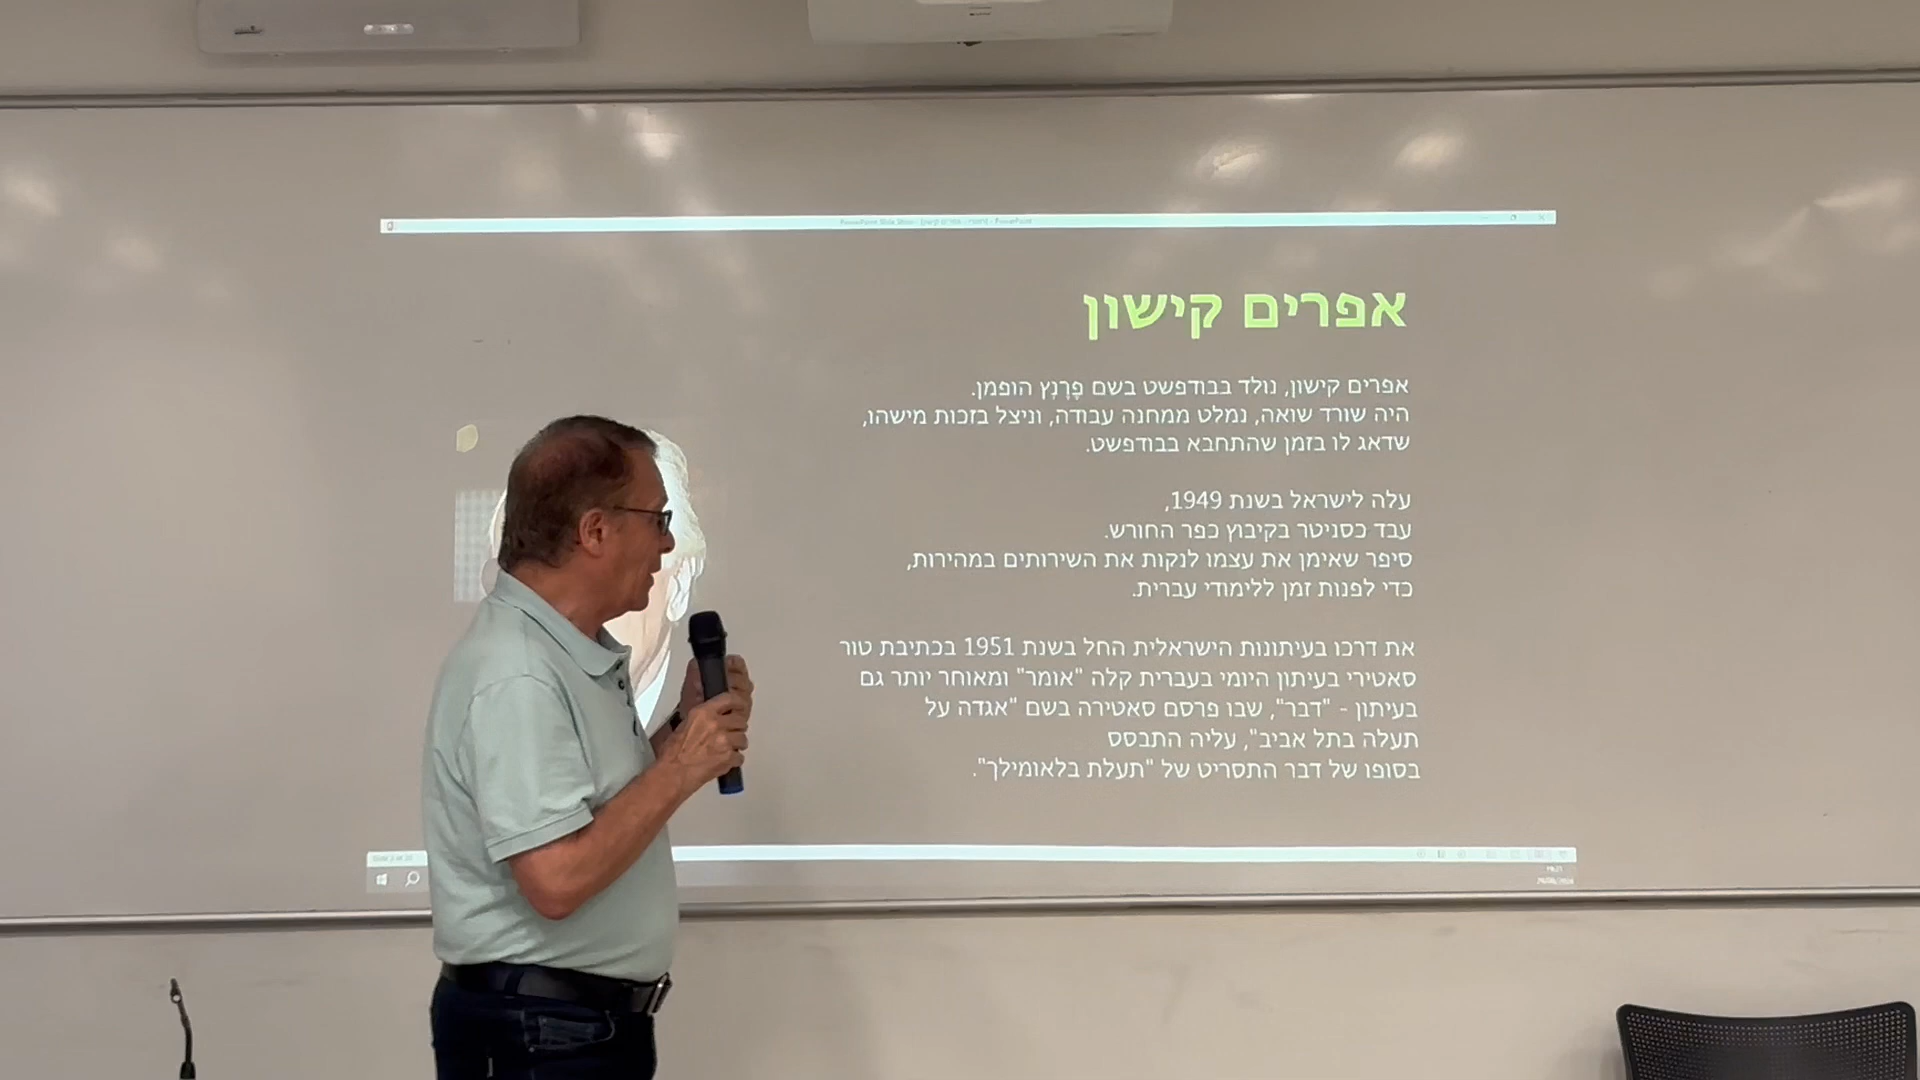 אפרים קישון
אפרים קישון, נולד בבודפשט בשם פֶרֶנְץ הופמן.
היה שורד שואה, נמלט ממחנה עבודה, וניצל בזכות מישהו,
שדאג לו בזמן שהתחבא בבודפשט.
עלה לישראל בשנת 1949,
עבד כסניטר בקיבוץ כפר החורש.
סיפר שאימן את עצמו לנקות את השירותים במהירות,
כדי לפנות זמן ללימודי עברית.
את דרכו בעיתונות הישראלית החל בשנת 1951 בכתיבת טור
סאטירי בעיתון היומי בעברית קלה "אומר" ומאוחר יותר גם
בעיתון - "דבר", שבו פרסם סאטירה בשם "אגדה על
תעלה בתל אביב", עליה התבסס
בסופו של דבר התסריט של "תעלת בלאומילך".